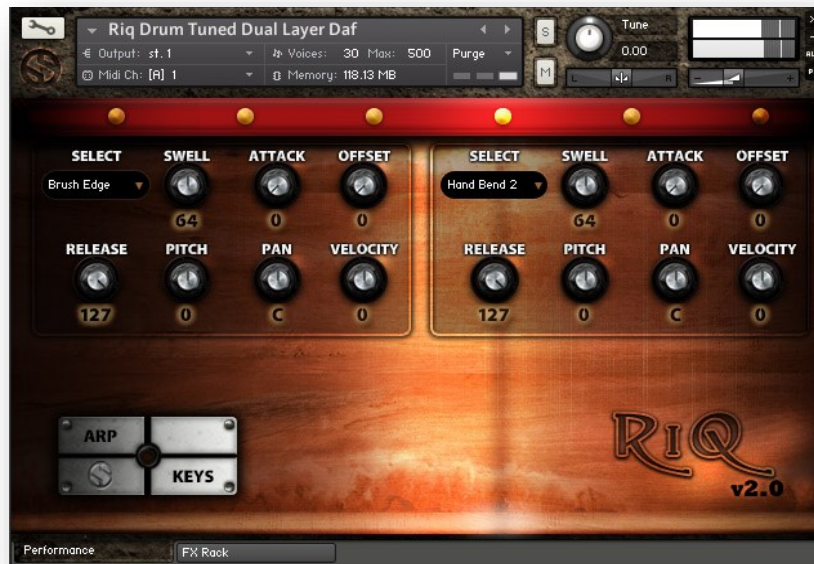 Riq Drum Tuned Dual Layer Daf
Output: st.1 Voices: 30 Max: 500 Purge
Midi Ch: [A] 1 Memory: 118.13 MB
S
M
Tune
0.00
L R
- +
SELECT SWELL ATTACK OFFSET
Brush Edge
64 0 0
RELEASE PITCH PAN VELOCITY
127 0 C 0
SELECT SWELL ATTACK OFFSET
Hand Bend 2
64 0 0
RELEASE PITCH PAN VELOCITY
127 0 C 0
ARP
KEYS
RIQ
v2.0
Performance FX Rack